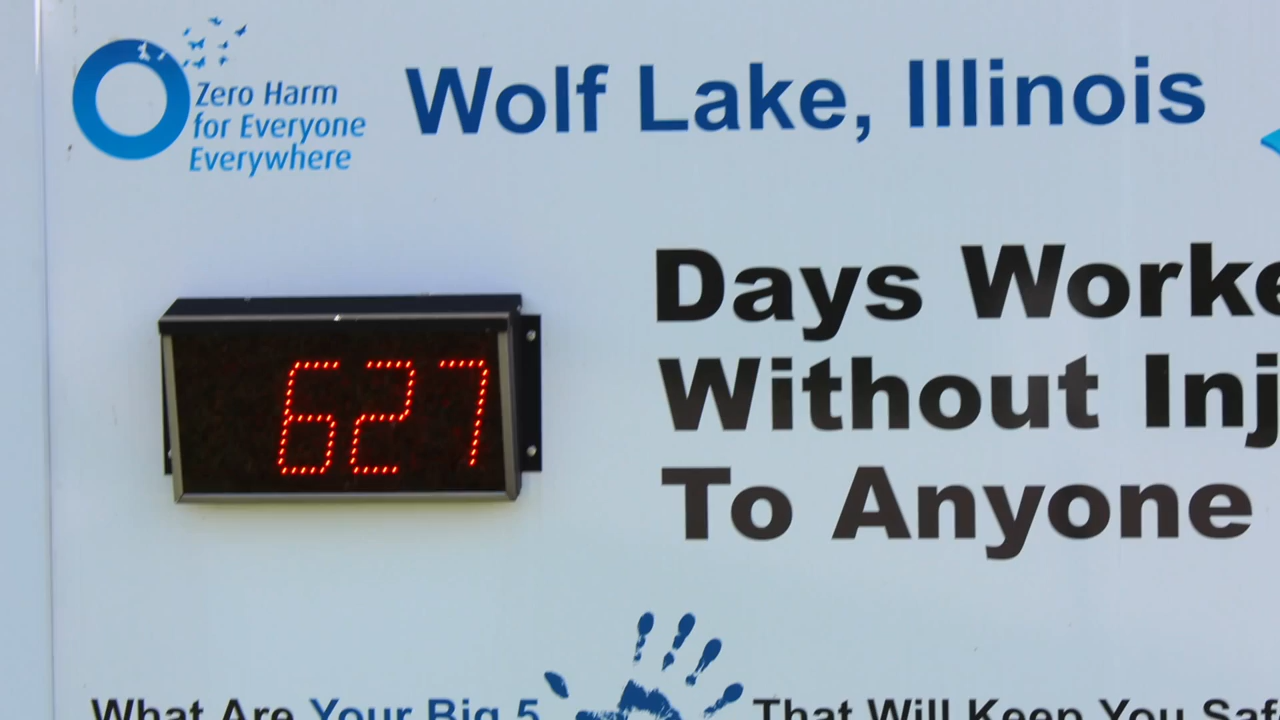 Zero Harm
for Everyone
Everywhere
Wolf Lake, Illinois
627
Days Worke
Without Inj
To Anyone
What Are Your Big 5
That Will Keep You Saf